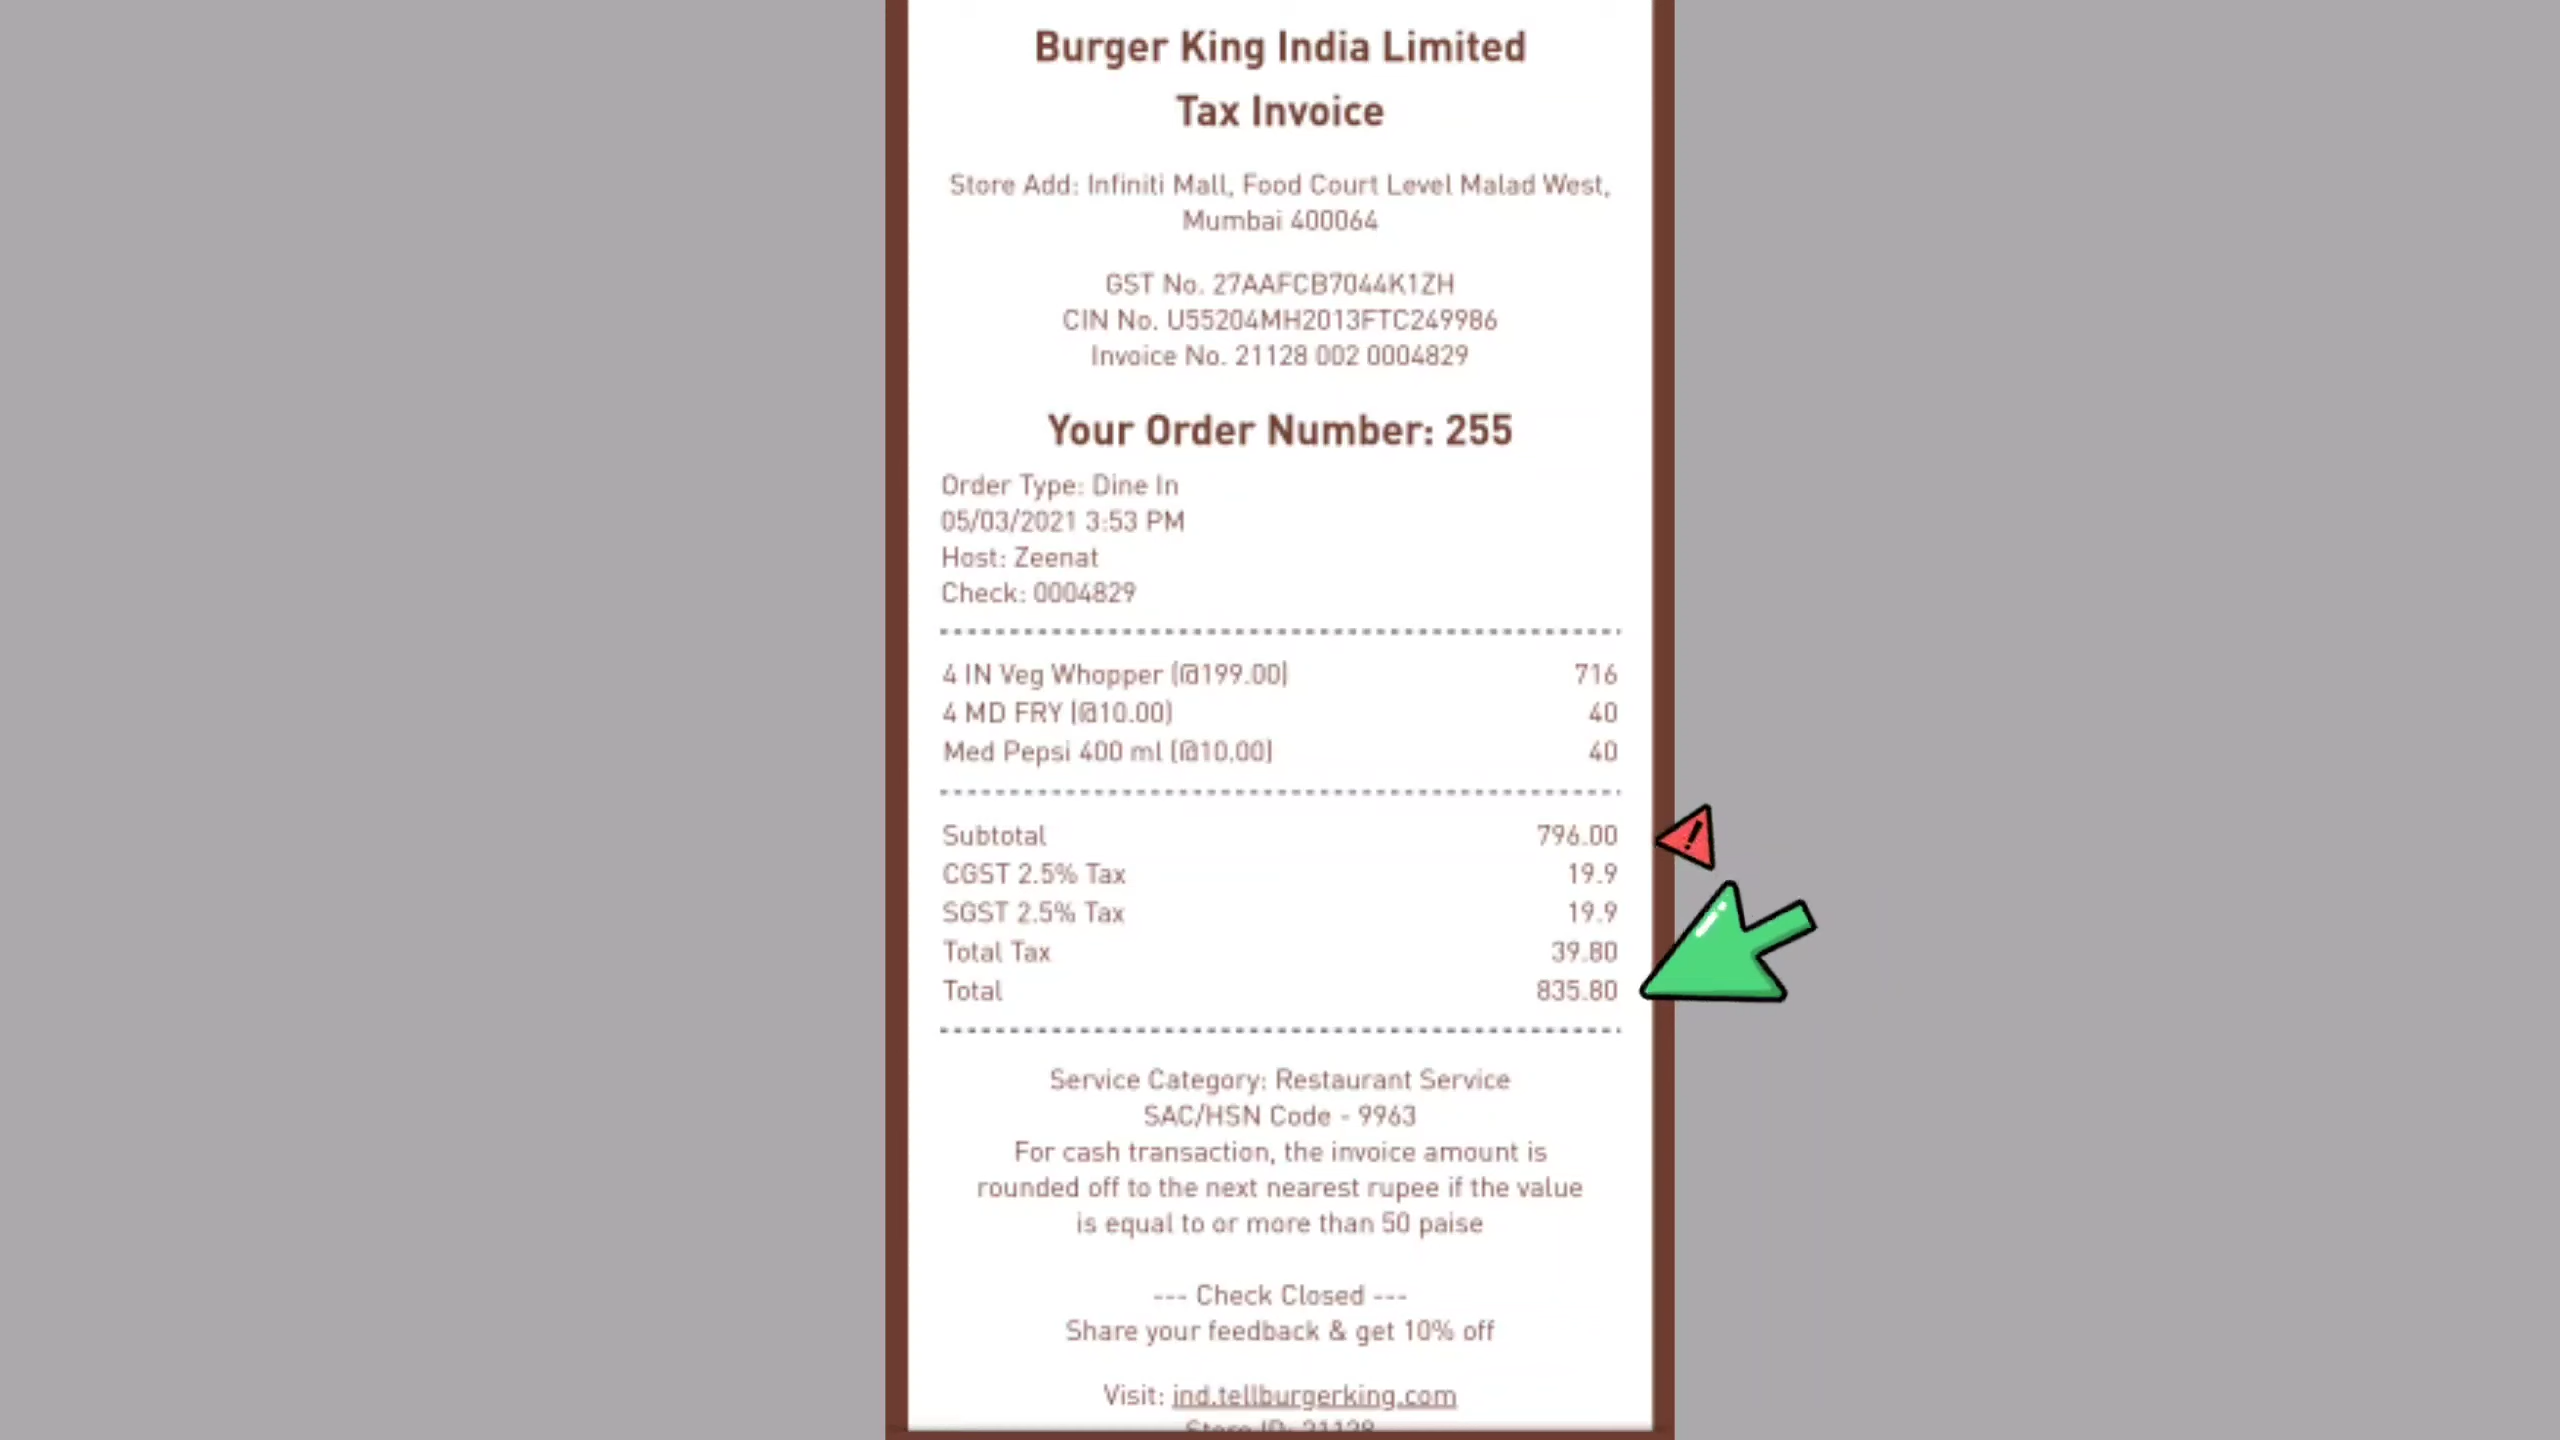 Burger King India Limited
Tax Invoice
Store Add: Infiniti Mall, Food Court Level Malad West,
Mumbai 400064
GST No. 27AAFCB7044K1ZH
CIN No. U55204MH2013FTC249986
Invoice No. 21128 002 0004829
Your Order Number: 255
Order Type: Dine In
05/03/2021 3:53 PM
Host: Zeenat
Check: 0004829
4 IN Veg Whopper (@199.00) 716
4 MD FRY (@10.00) 40
Med Pepsi 400 ml (@10.00) 40
Subtotal 796.00
!
CGST 2.5% Tax 19.9
SGST 2.5% Tax 19.9
Total Tax 39.80
Total 835.80
Service Category: Restaurant Service
SAC/HSN Code - 9963
For cash transaction, the invoice amount is
rounded off to the next nearest rupee if the value
is equal to or more than 50 paise
--- Check Closed ---
Share your feedback & get 10% off
Visit: ind.tellburgerking.com
Store ID: 21128